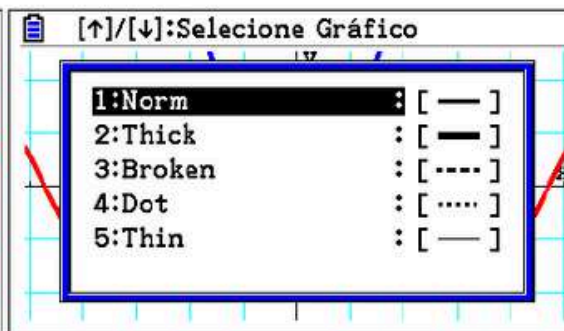 [↑]/[↓]:Selecione Gráfico
Y
1:Norm : [ — ]
2:Thick : [ — ]
3:Broken : [ ---- ]
4:Dot : [ ····· ]
5:Thin : [ — ]